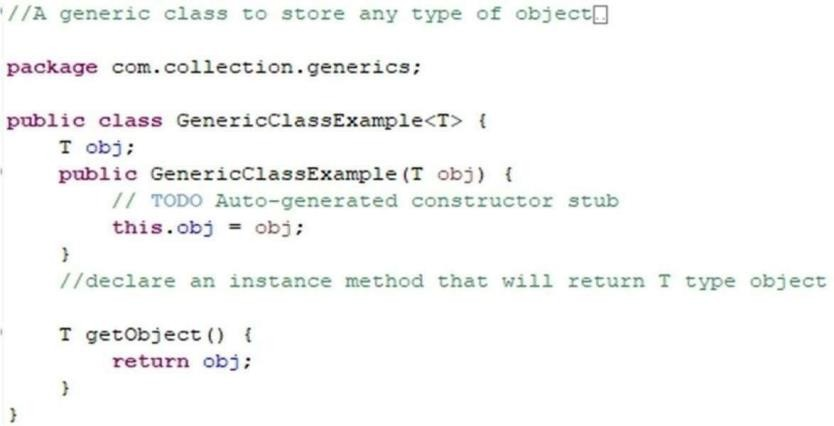 //A generic class to store any type of object..
package com.collection.generics;
public class GenericClassExample<T> {
T obj;
public GenericClassExample(T obj) {
// TODO Auto-generated constructor stub
this.obj = obj;
}
//declare an instance method that will return T type object
T getObject() {
return obj;
}
}